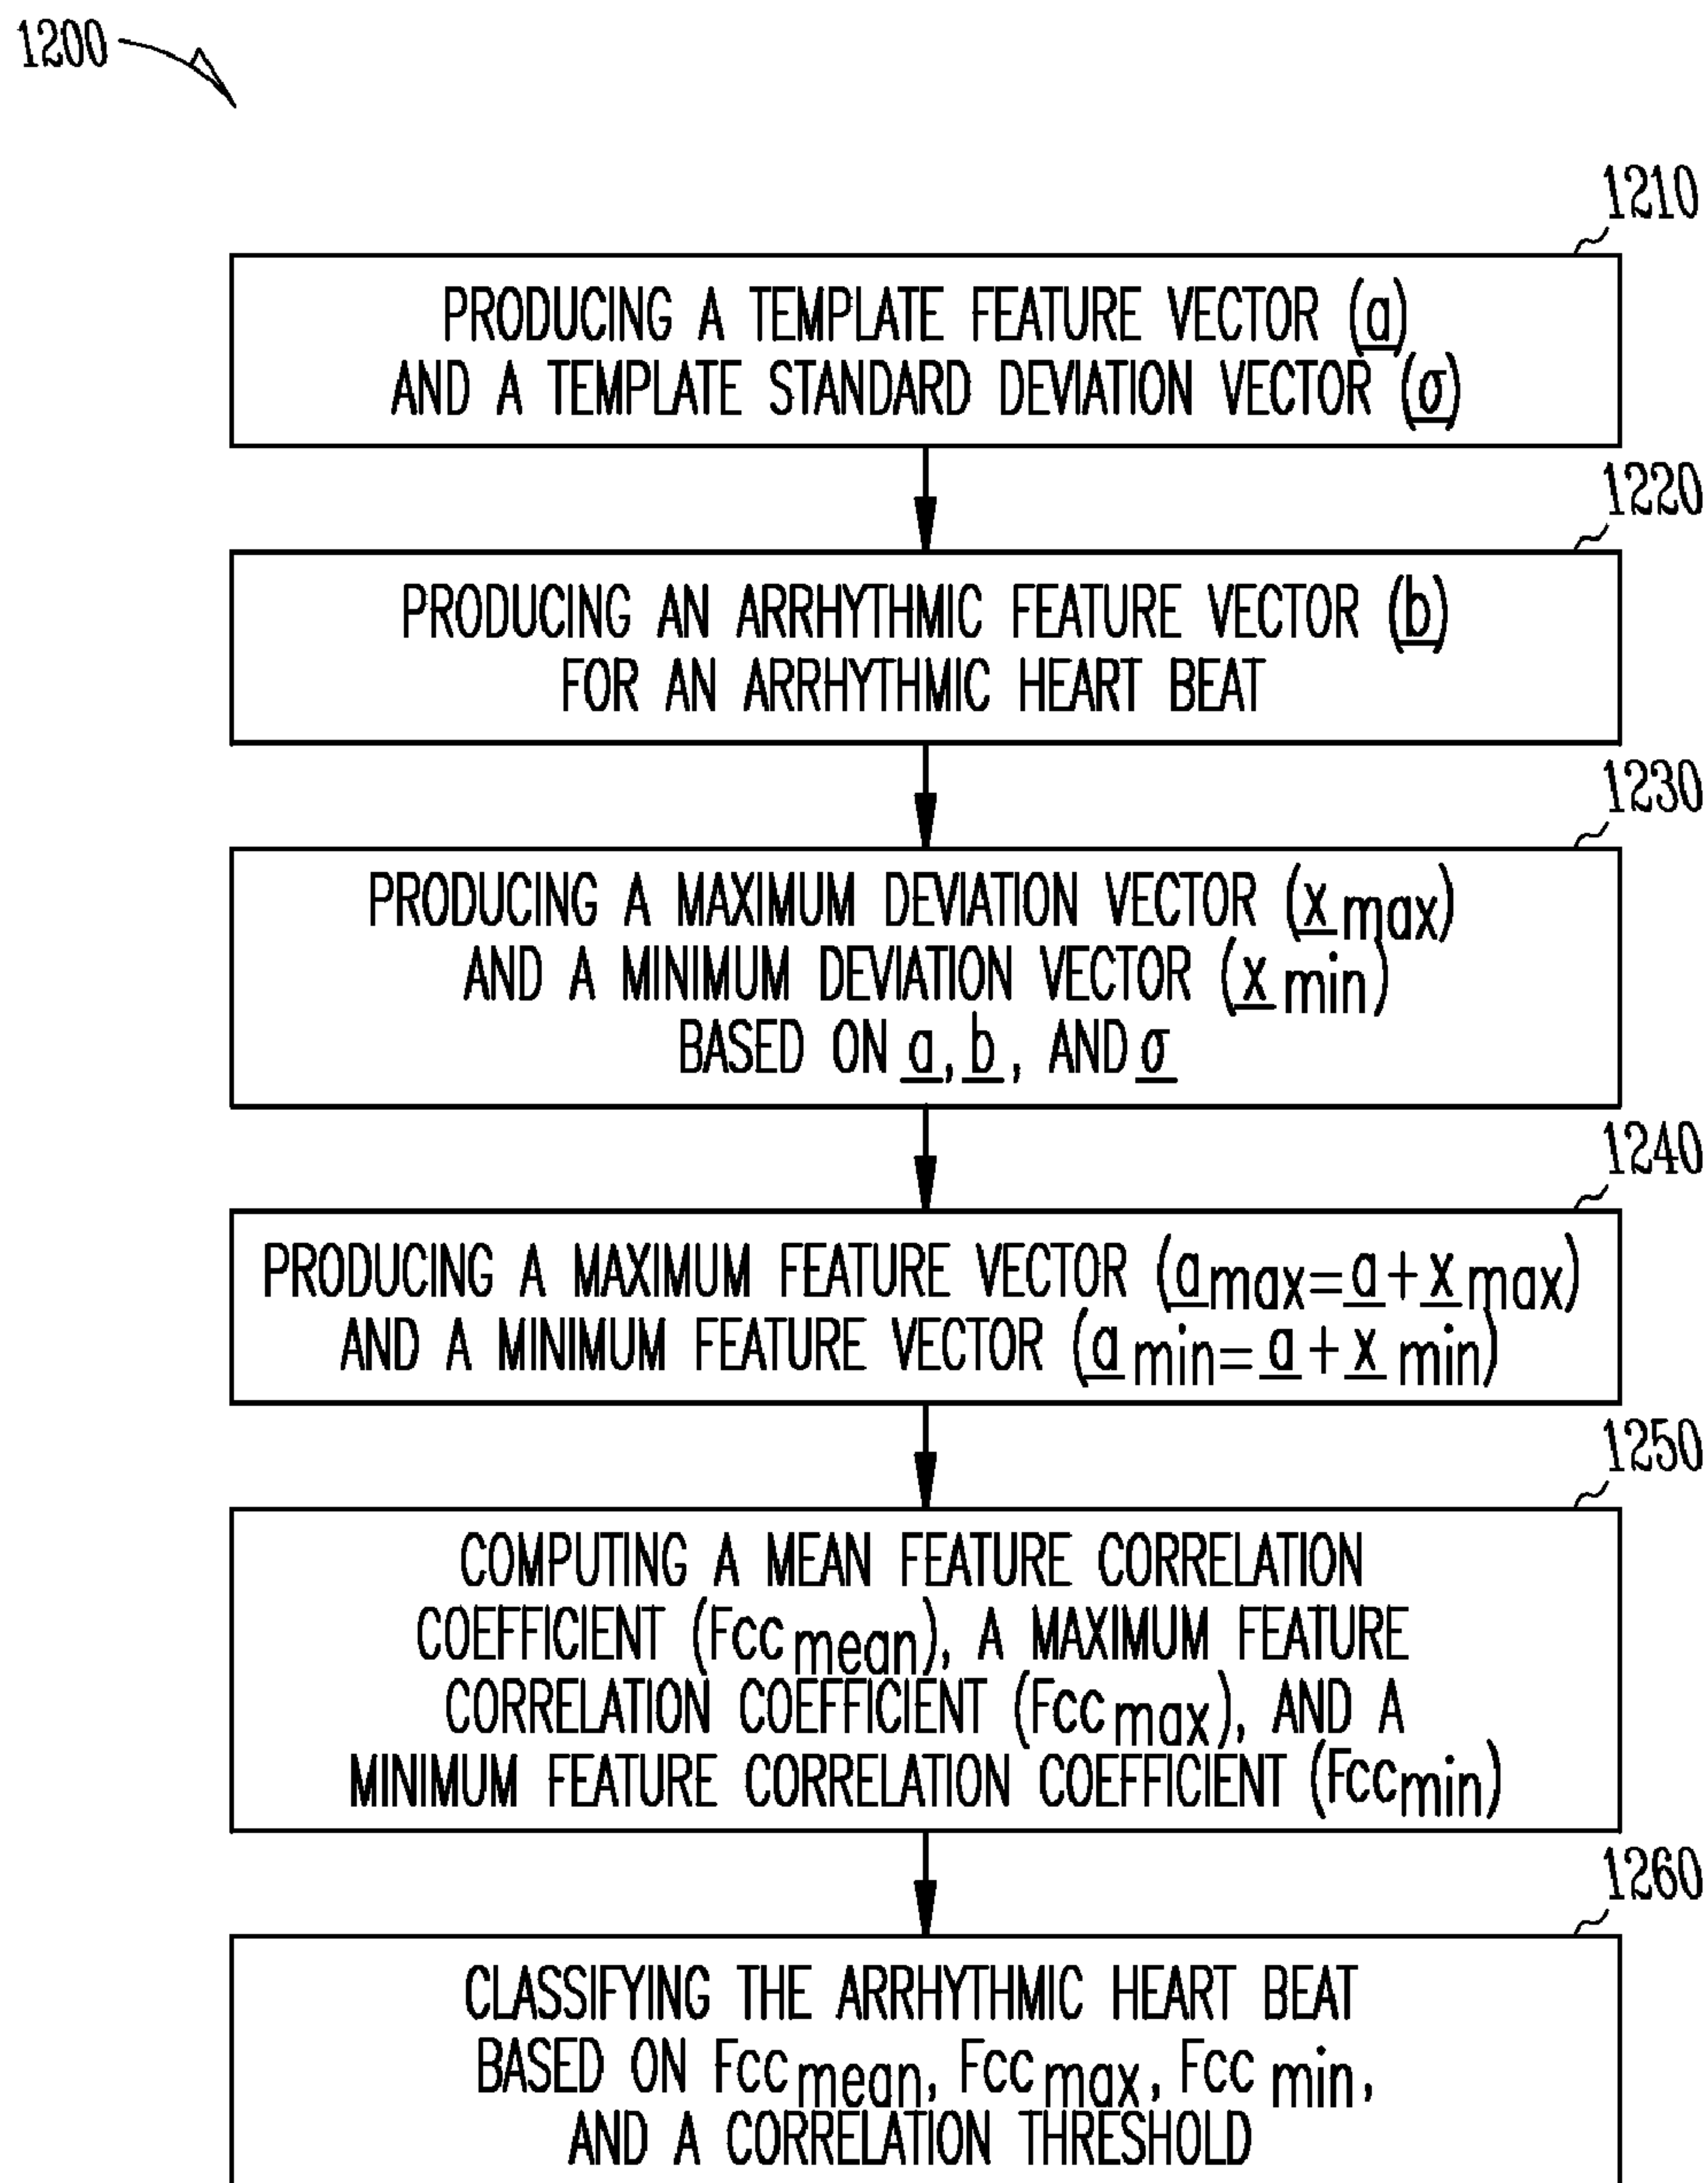 1200
1210
PRODUCING A TEMPLATE FEATURE VECTOR (a)
AND A TEMPLATE STANDARD DEVIATION VECTOR (σ)
1220
PRODUCING AN ARRHYTHMIC FEATURE VECTOR (b)
FOR AN ARRHYTHMIC HEART BEAT
1230
PRODUCING A MAXIMUM DEVIATION VECTOR (x max)
AND A MINIMUM DEVIATION VECTOR (x min)
BASED ON a, b, AND σ
1240
PRODUCING A MAXIMUM FEATURE VECTOR (a max = a + x max)
AND A MINIMUM FEATURE VECTOR (a min = a + x min)
1250
COMPUTING A MEAN FEATURE CORRELATION
COEFFICIENT (Fcc mean), A MAXIMUM FEATURE
CORRELATION COEFFICIENT (Fcc max), AND A
MINIMUM FEATURE CORRELATION COEFFICIENT (Fcc min)
1260
CLASSIFYING THE ARRHYTHMIC HEART BEAT
BASED ON Fcc mean, Fcc max, Fcc min,
AND A CORRELATION THRESHOLD